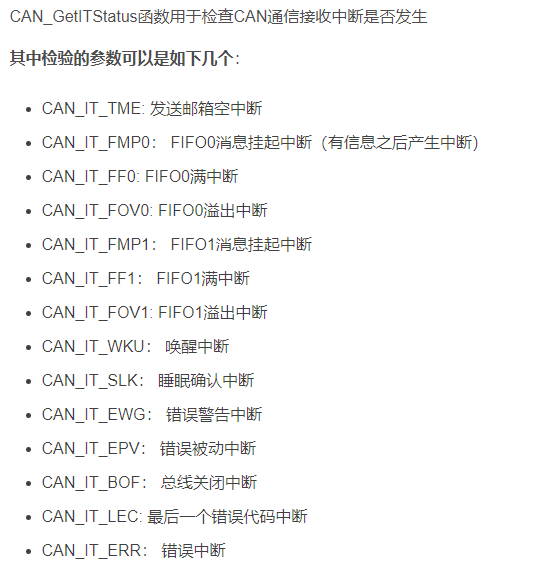 CAN_GetITStatus函数用于检查CAN通信接收中断是否发生
其中检验的参数可以是如下几个：
• CAN_IT_TME: 发送邮箱空中断
• CAN_IT_FMP0： FIFO0消息挂起中断（有信息之后产生中断）
• CAN_IT_FF0: FIFO0满中断
• CAN_IT_FOV0: FIFO0溢出中断
• CAN_IT_FMP1： FIFO1消息挂起中断
• CAN_IT_FF1： FIFO1满中断
• CAN_IT_FOV1: FIFO1溢出中断
• CAN_IT_WKU： 唤醒中断
• CAN_IT_SLK： 睡眠确认中断
• CAN_IT_EWG： 错误警告中断
• CAN_IT_EPV： 错误被动中断
• CAN_IT_BOF： 总线关闭中断
• CAN_IT_LEC: 最后一个错误代码中断
• CAN_IT_ERR： 错误中断